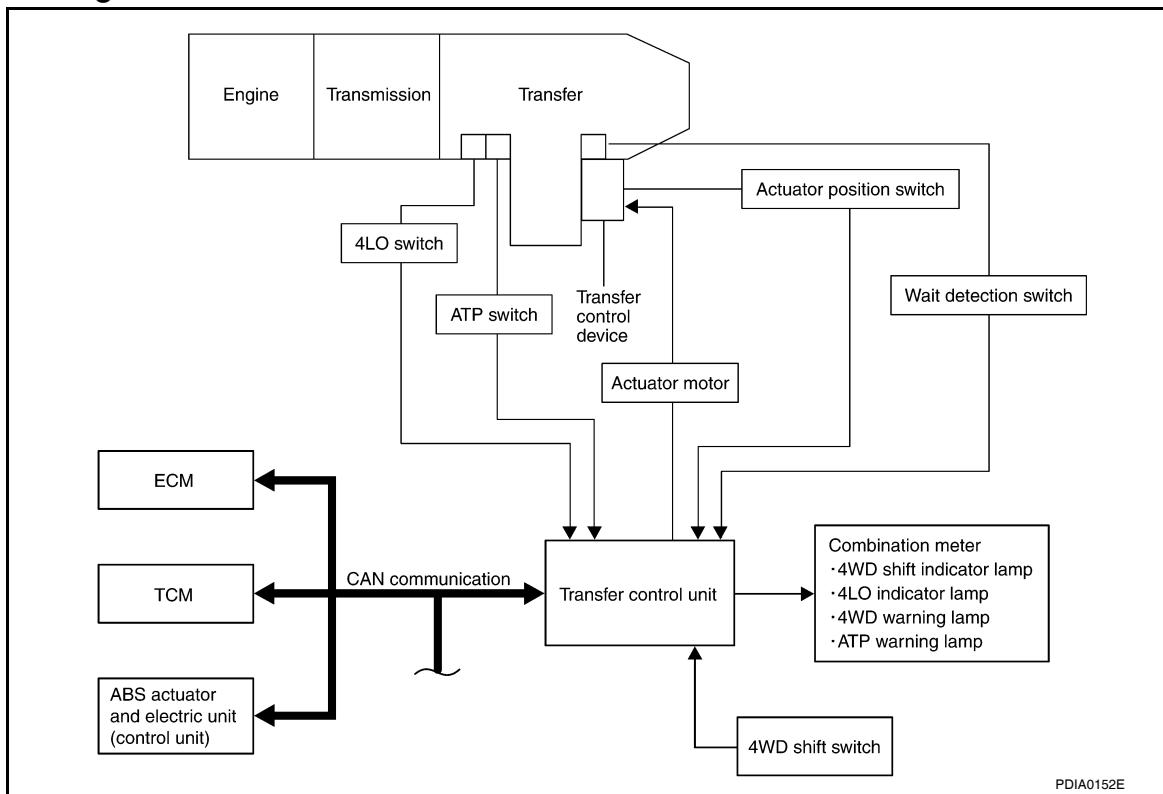 Engine
Transmission
Transfer
Actuator position switch
4LO switch
Wait detection switch
ATP switch
Transfer
control
device
Actuator motor
ECM
TCM
CAN communication
Transfer control unit
Combination meter
·4WD shift indicator lamp
·4LO indicator lamp
·4WD warning lamp
·ATP warning lamp
ABS actuator
and electric unit
(control unit)
4WD shift switch
PDIA0152E